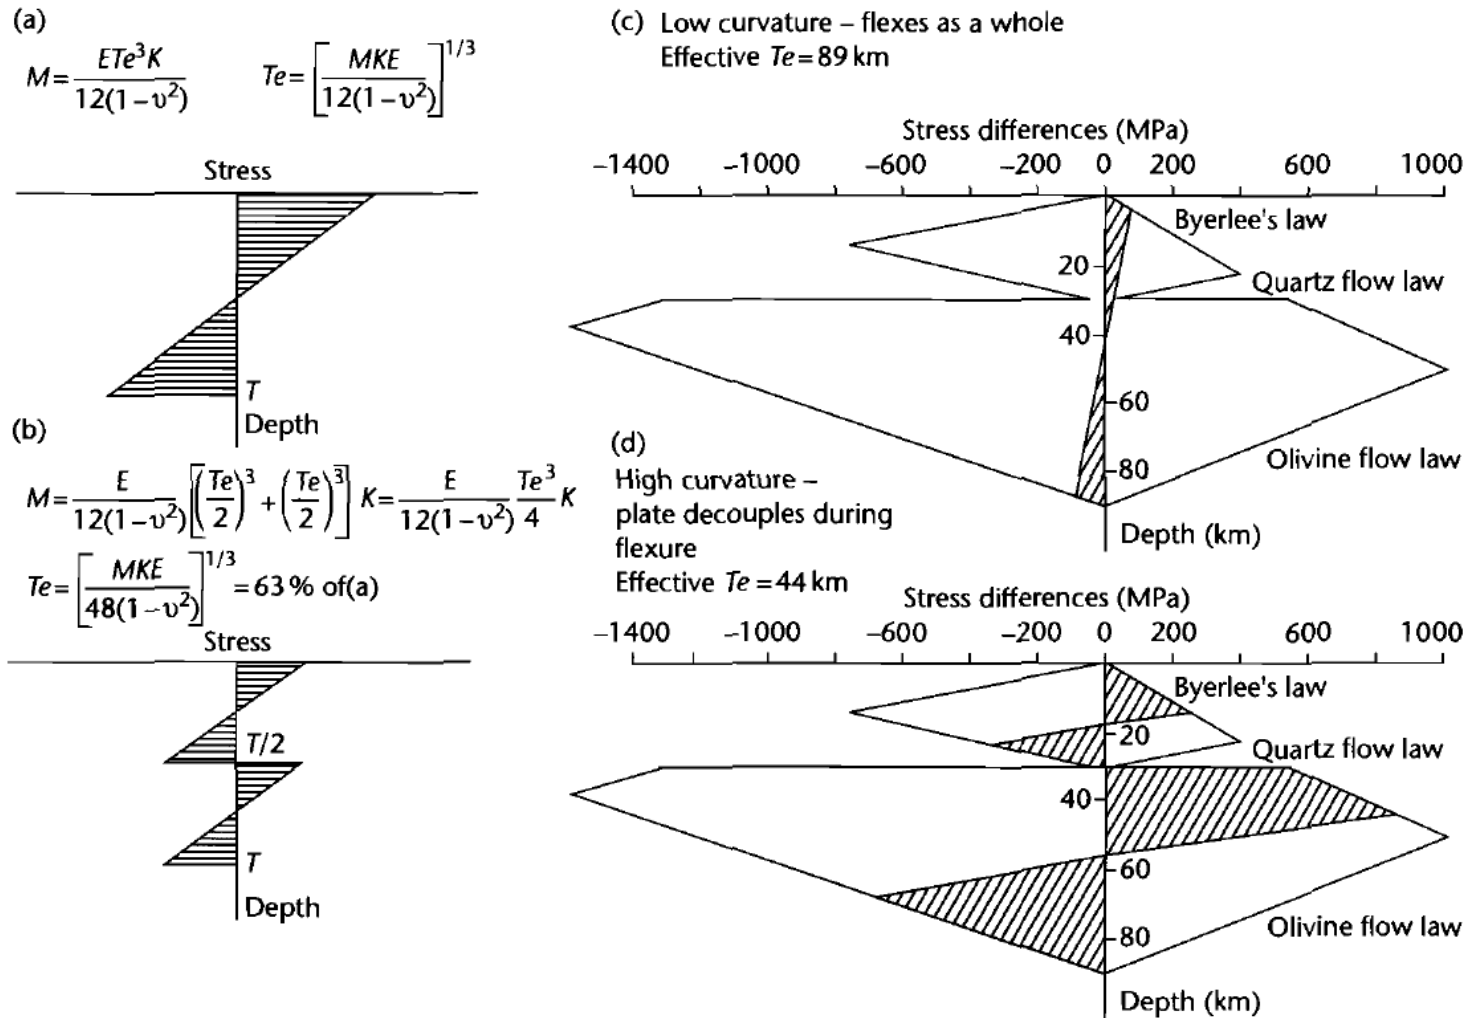 (a)
M = ETe³K / 12(1−υ²)    Te = [MKE / 12(1−υ²)]^1/3
Stress
T
Depth
(b)
M = E / 12(1−υ²) [(Te/2)³ + (Te/2)³] K = E / 12(1−υ²) Te³/4 K
Te = [MKE / 48(1−υ²)]^1/3 = 63 % of(a)
Stress
T/2
T
Depth
(c) Low curvature – flexes as a whole
Effective Te = 89 km
Stress differences (MPa)
−1400 −1000 −600 −200 0 200 600 1000
Byerlee's law
20
Quartz flow law
40
60
Olivine flow law
80
Depth (km)
(d)
High curvature –
plate decouples during
flexure
Effective Te = 44 km
Stress differences (MPa)
−1400 −1000 −600 −200 0 200 600 1000
Byerlee's law
20
Quartz flow law
40
60
Olivine flow law
80
Depth (km)